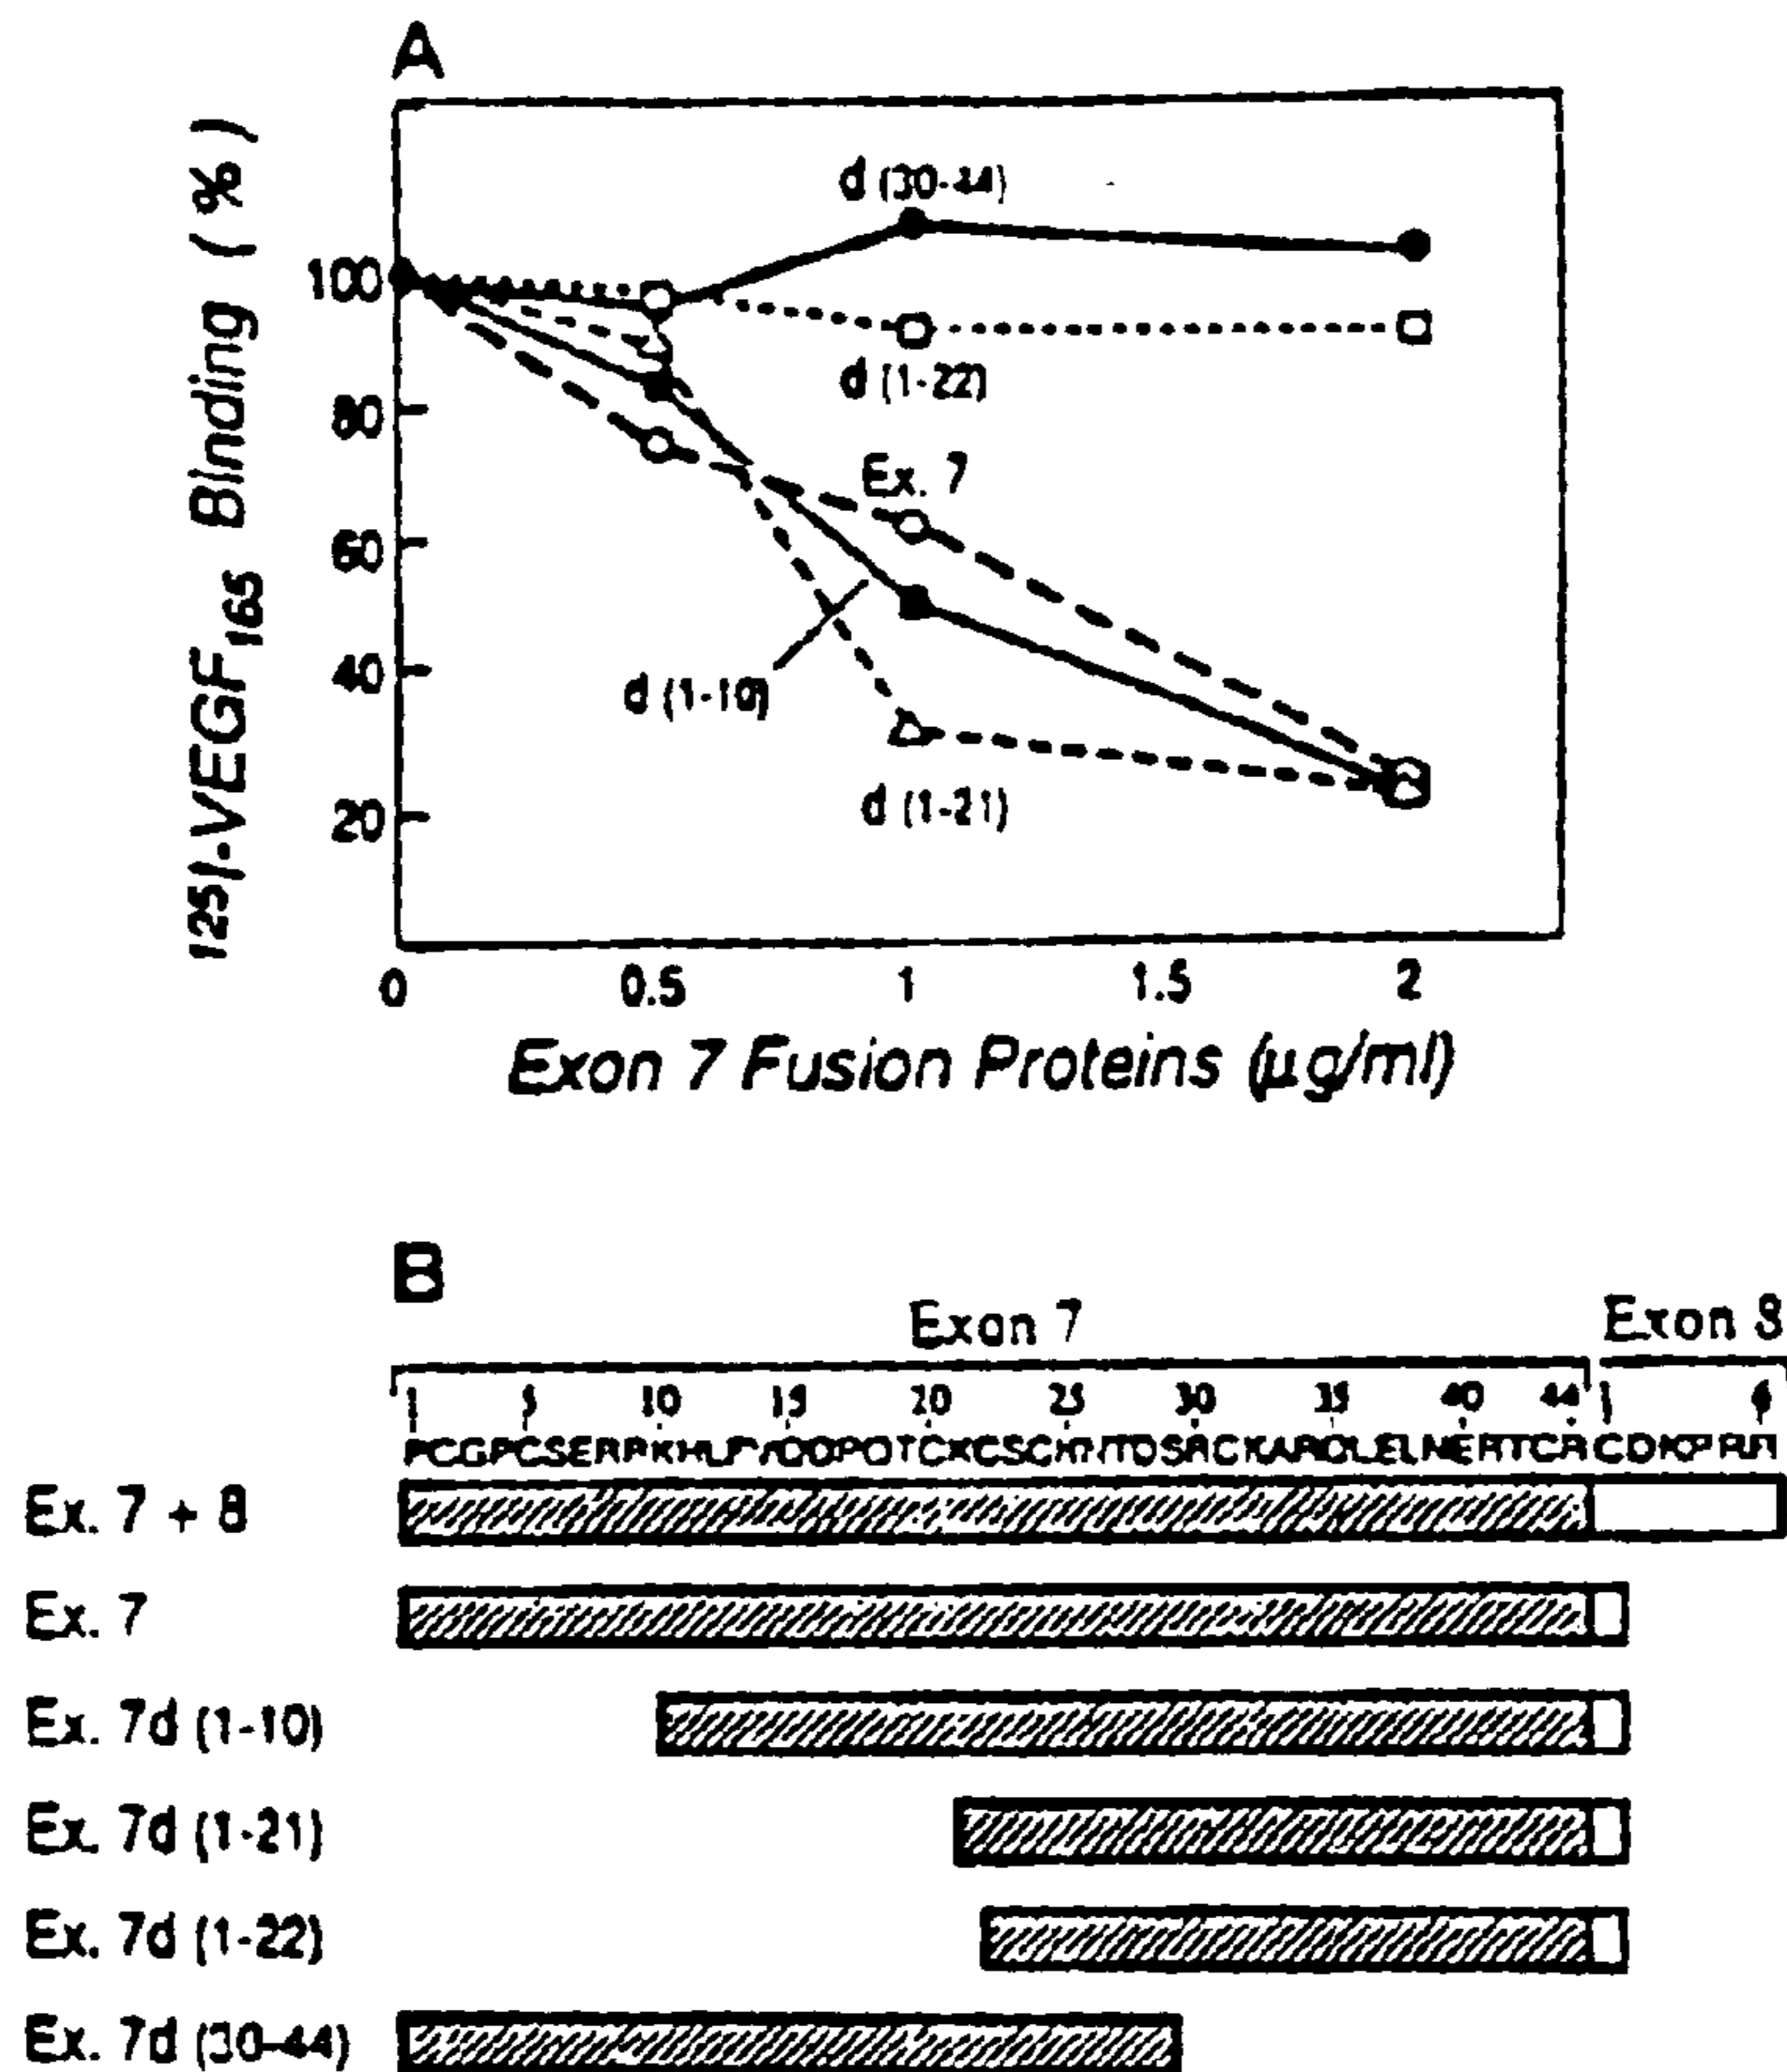 A
d (30-44)
100
d (1-22)
80
Ex. 7
60
40
d (1-10)
d (1-21)
20
125I-VEGF165 Binding (%)
0 0.5 1 1.5 2
Exon 7 Fusion Proteins (µg/ml)
B
Exon 7 Exon 8
1 5 10 15 20 25 30 35 40 44 1 6
Ex. 7 + 8
Ex. 7
Ex. 7d (1-10)
Ex. 7d (1-21)
Ex. 7d (1-22)
Ex. 7d (30-44)